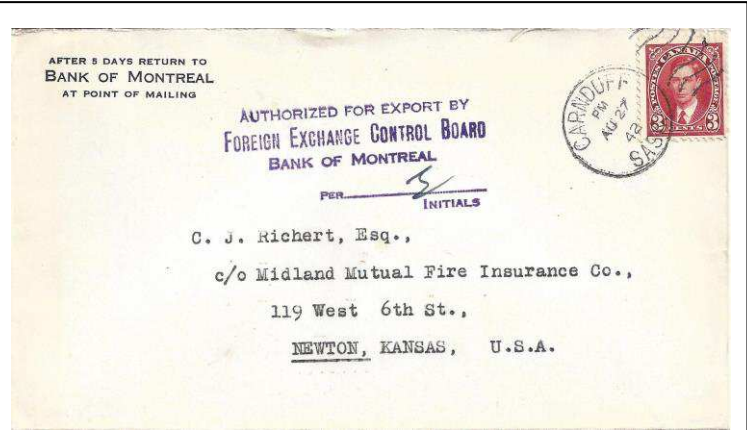 AFTER 5 DAYS RETURN TO
BANK OF MONTREAL
AT POINT OF MAILING
AUTHORIZED FOR EXPORT BY
FOREIGN EXCHANGE CONTROL BOARD
BANK OF MONTREAL
PER
INITIALS
CARNDUFF
PM
AU 27
42
SASK
POSTES CANADA POSTAGE
3 CENTS 3
C. J. Richert, Esq.,
c/o Midland Mutual Fire Insurance Co.,
119 West 6th St.,
NEWTON, KANSAS, U.S.A.